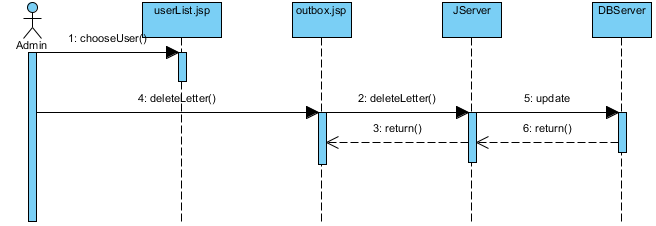 userList.jsp
outbox.jsp
JServer
DBServer
Admin
1: chooseUser()
4: deleteLetter()
2: deleteLetter()
5: update
3: return()
6: return()